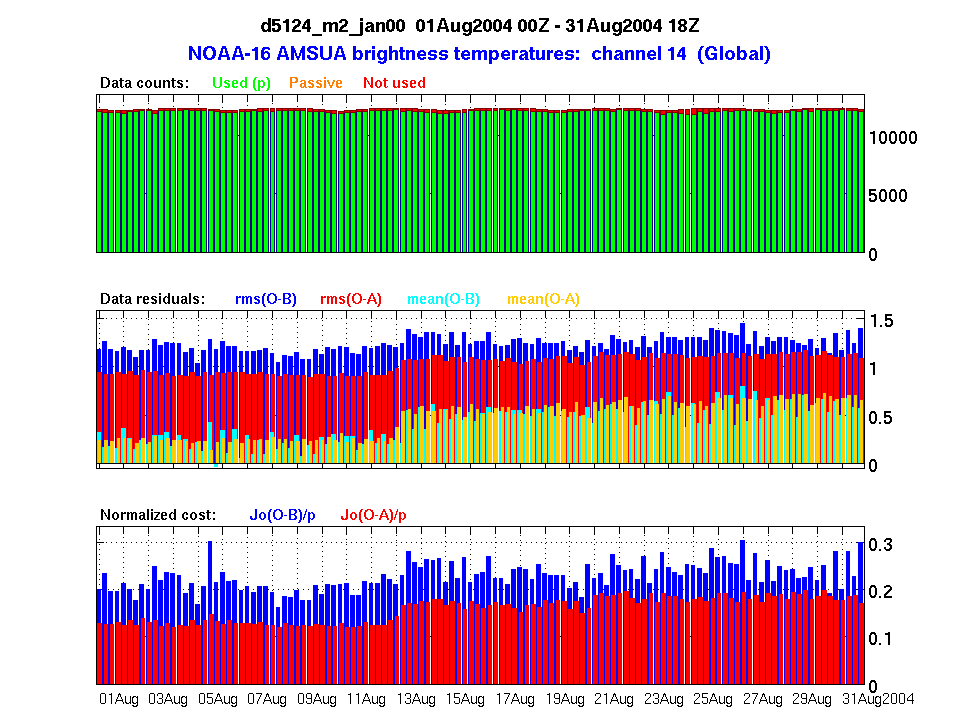 d5124_m2_jan00 01Aug2004 00Z - 31Aug2004 18Z
NOAA-16 AMSUA brightness temperatures: channel 14 (Global)
Data counts: Used (p) Passive Not used
10000
5000
0
Data residuals: rms(O-B) rms(O-A) mean(O-B) mean(O-A)
1.5
1
0.5
0
Normalized cost: Jo(O-B)/p Jo(O-A)/p
0.3
0.2
0.1
0
01Aug 03Aug 05Aug 07Aug 09Aug 11Aug 13Aug 15Aug 17Aug 19Aug 21Aug 23Aug 25Aug 27Aug 29Aug 31Aug2004